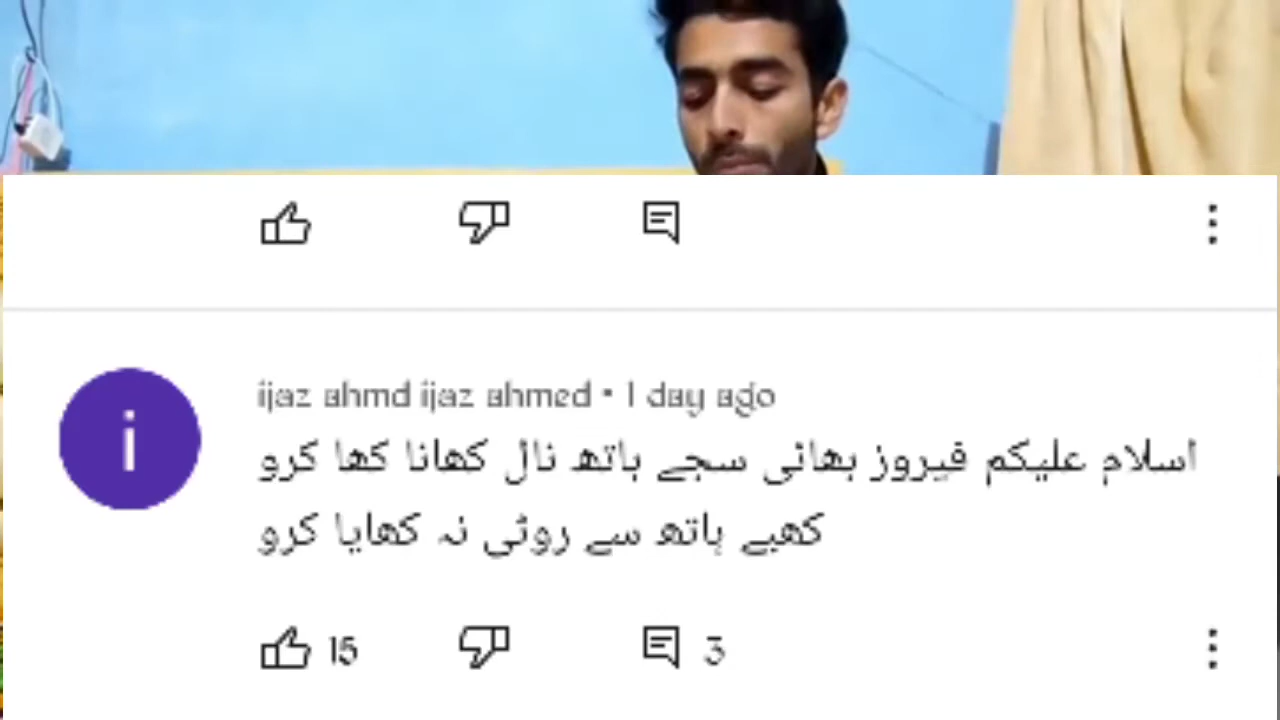 ijaz ahmd ijaz ahmed • 1 day ago
اسلام علیکم فیروز بھائی سجے ہاتھ نال کھانا کھا کرو
کھبے ہاتھ سے روٹی نہ کھایا کرو
15
3
i